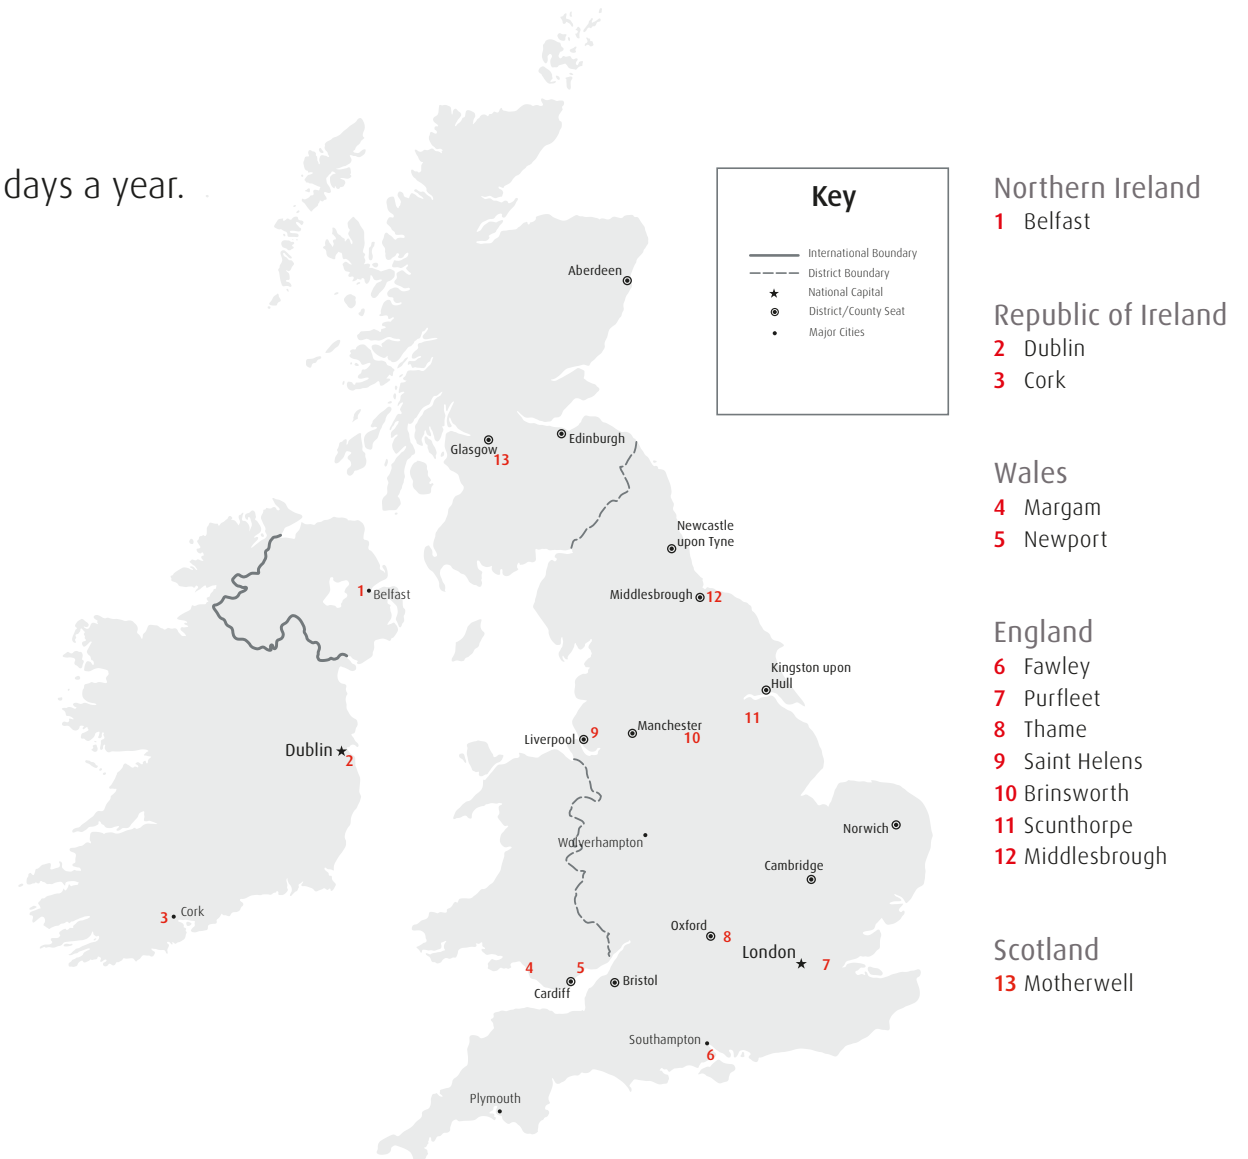 days a year.
Key
International Boundary
District Boundary
National Capital
District/County Seat
Major Cities
Northern Ireland
1 Belfast
Republic of Ireland
2 Dublin
3 Cork
Wales
4 Margam
5 Newport
England
6 Fawley
7 Purfleet
8 Thame
9 Saint Helens
10 Brinsworth
11 Scunthorpe
12 Middlesbrough
Scotland
13 Motherwell
Aberdeen
Edinburgh
Glasgow
13
Newcastle
upon Tyne
1 Belfast
Middlesbrough 12
Kingston upon
Hull
11
Manchester
10
Liverpool 9
Dublin
2
Norwich
Wolverhampton
Cambridge
3 Cork
Oxford 8
London 7
4
5
Cardiff
Bristol
Southampton
6
Plymouth